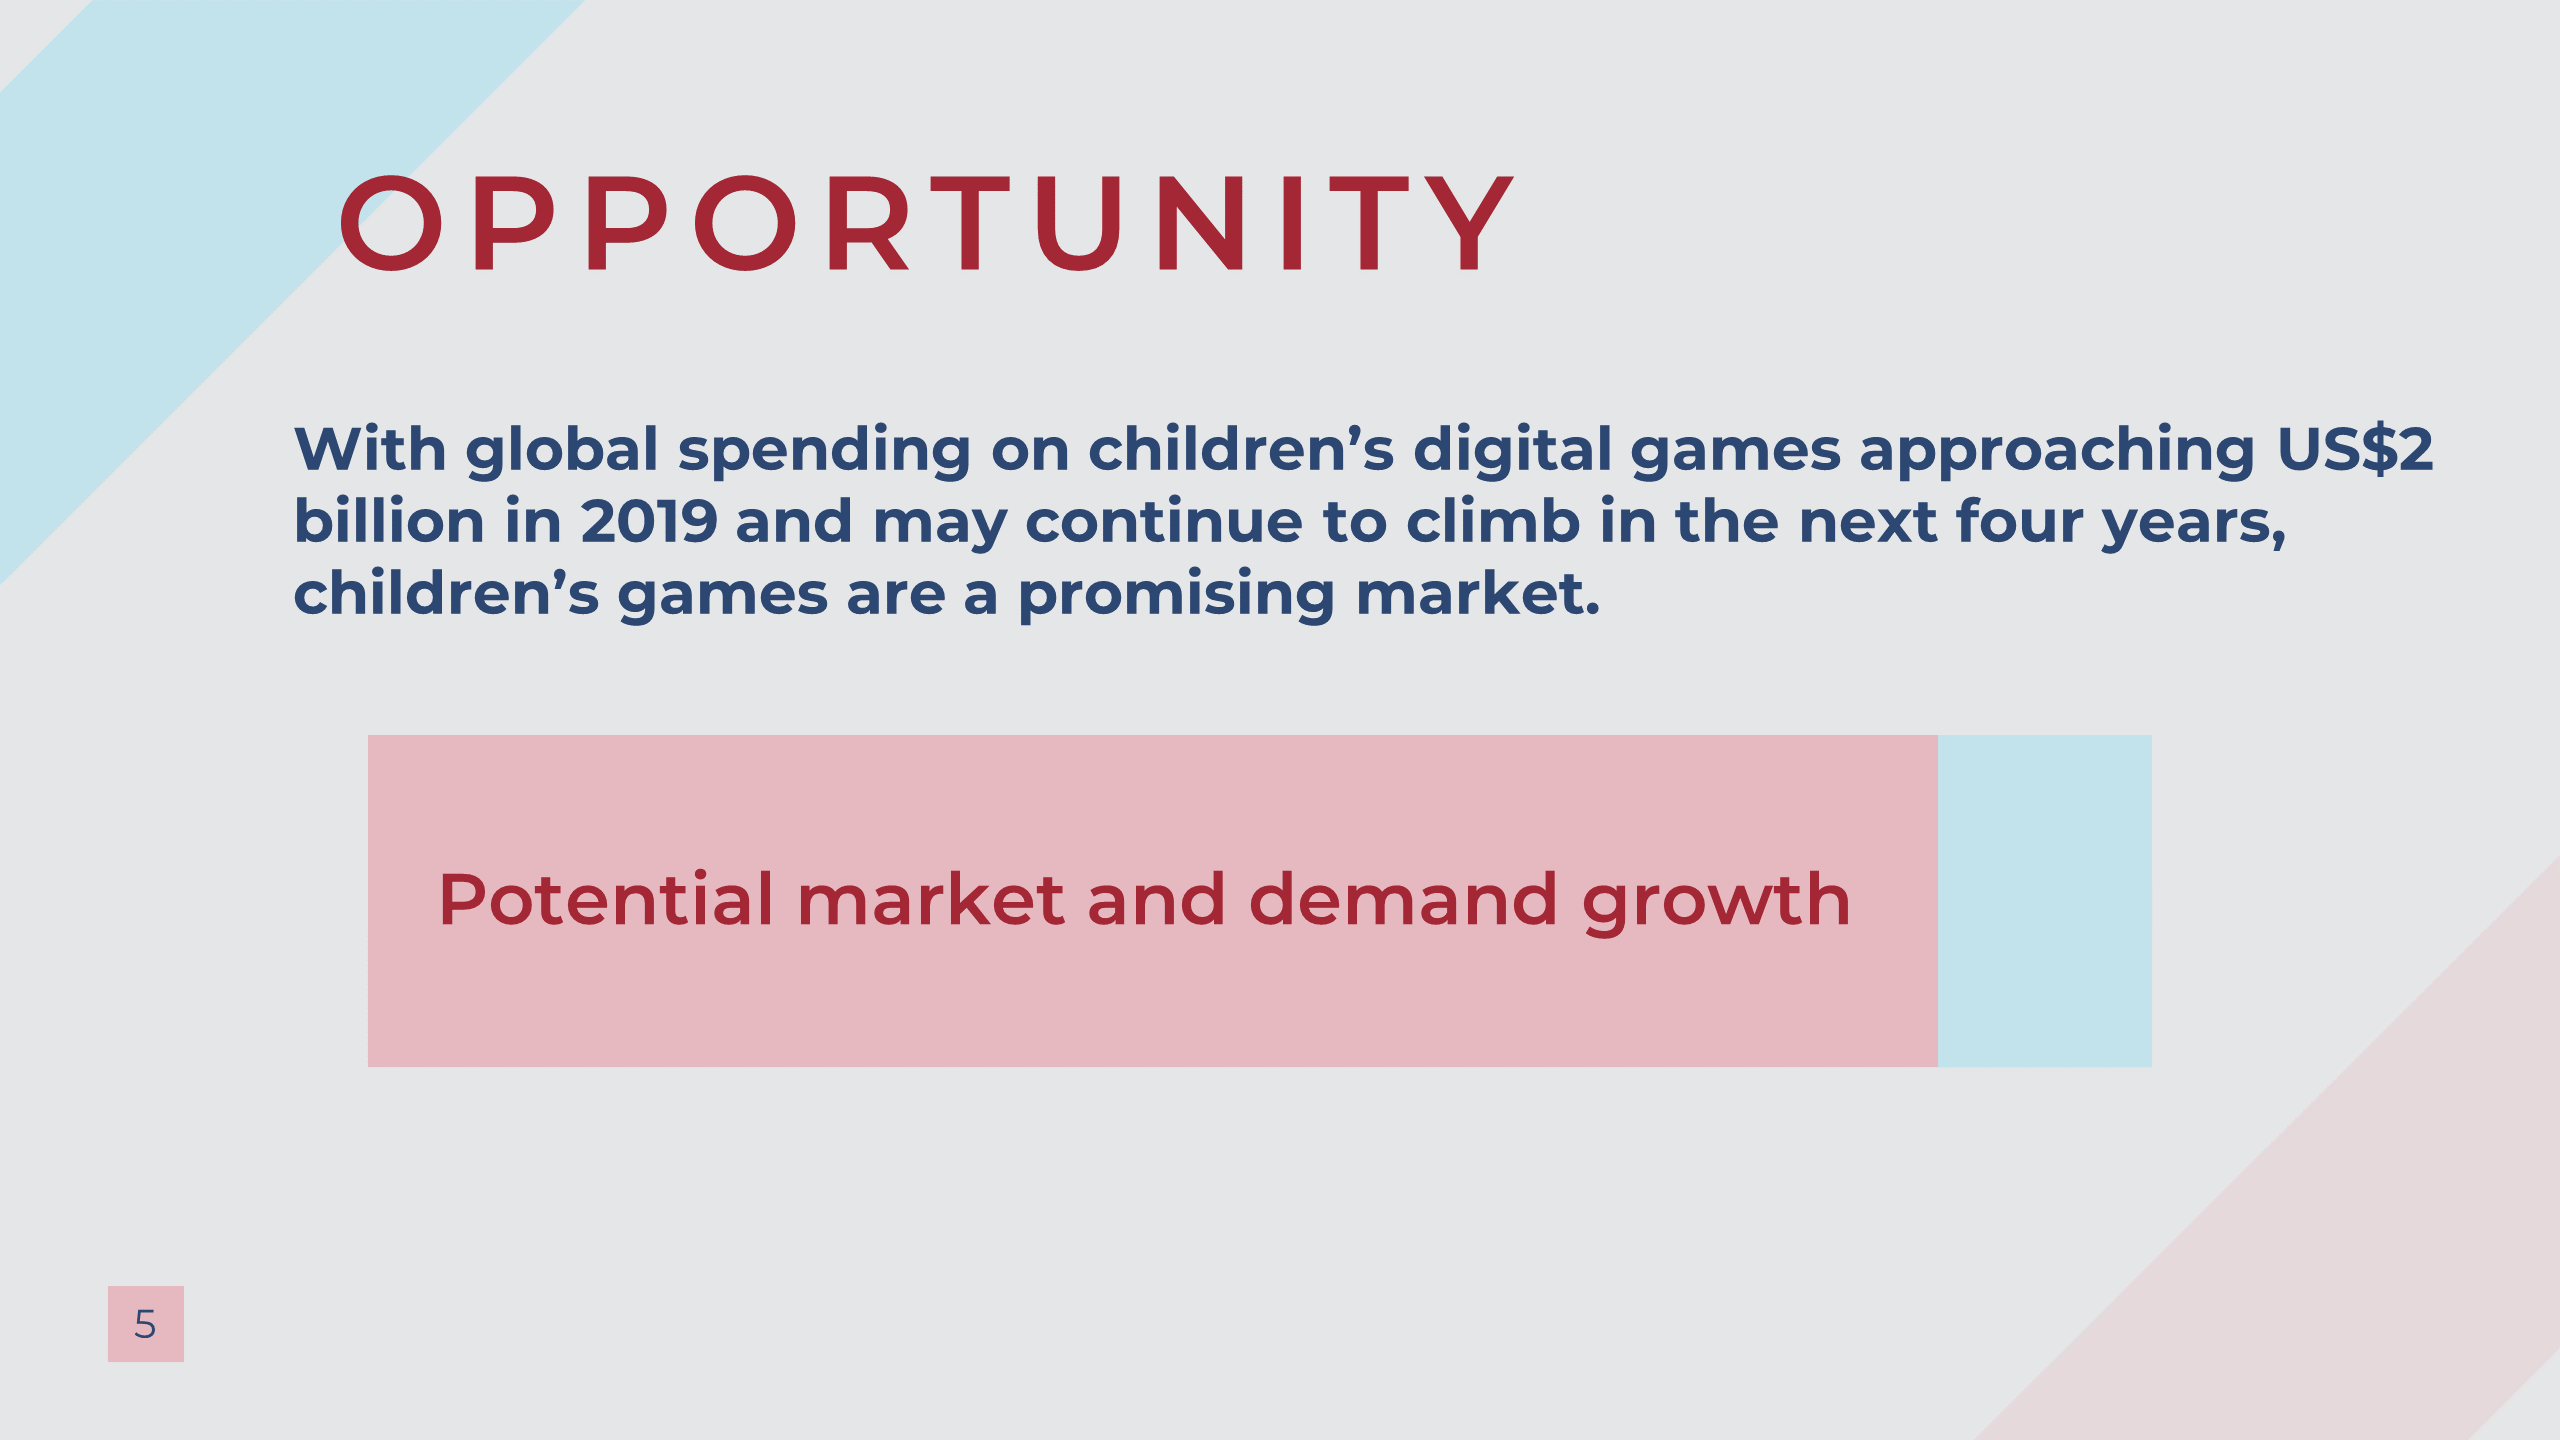 OPPORTUNITY
With global spending on children’s digital games approaching US$2
billion in 2019 and may continue to climb in the next four years,
children’s games are a promising market.
Potential market and demand growth
5